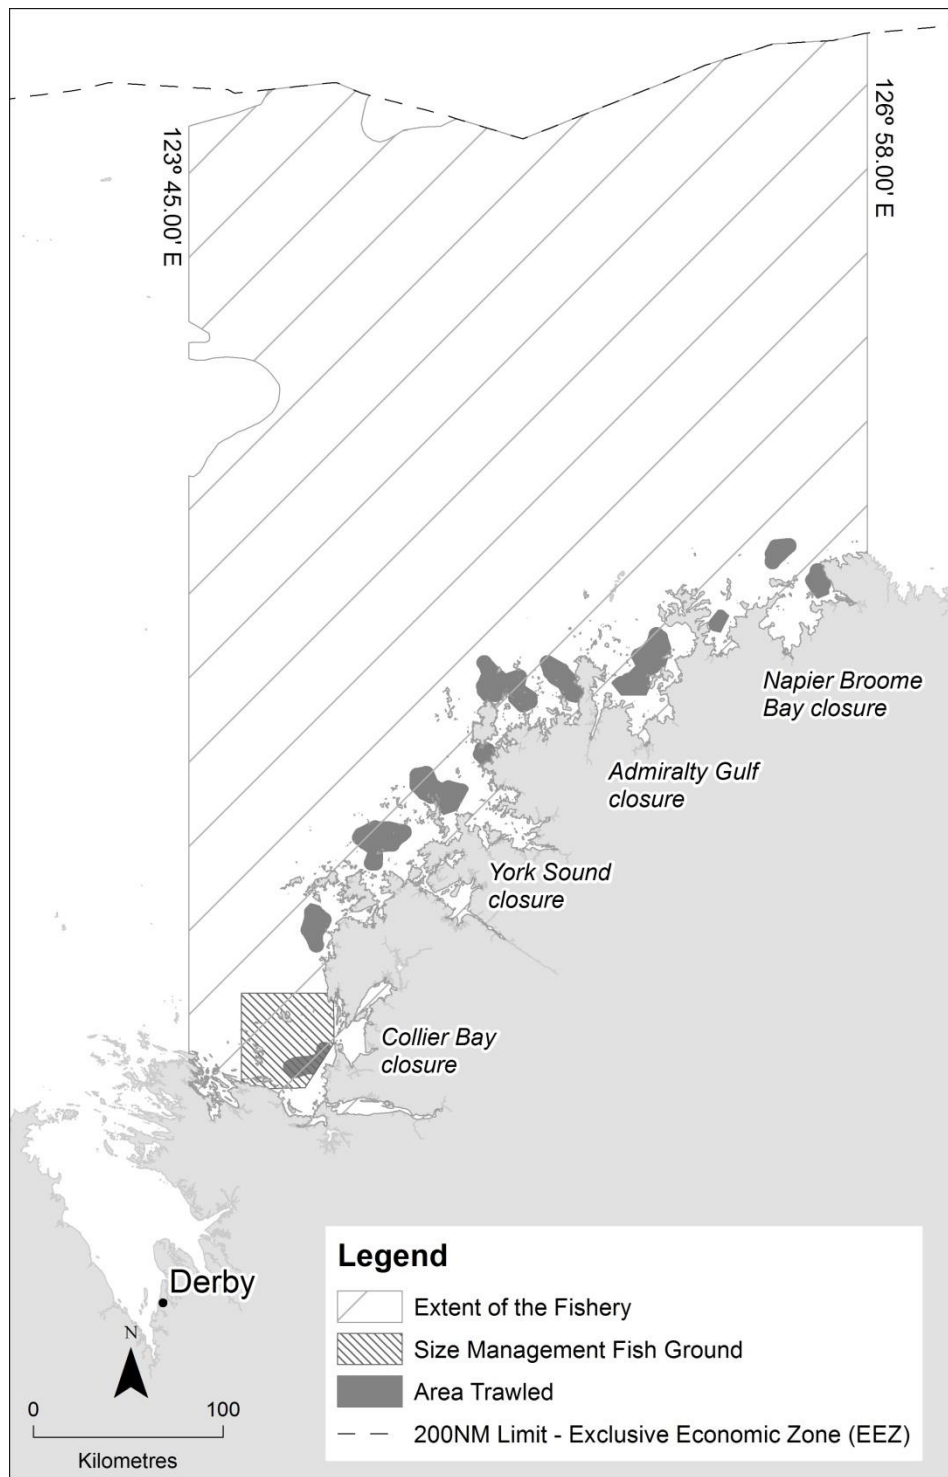 126° 58.00' E
123° 45.00' E
Napier Broome
Bay closure
Admiralty Gulf
closure
York Sound
closure
Collier Bay
closure
Derby
N
0 100
Kilometres
Legend
Extent of the Fishery
Size Management Fish Ground
Area Trawled
200NM Limit - Exclusive Economic Zone (EEZ)